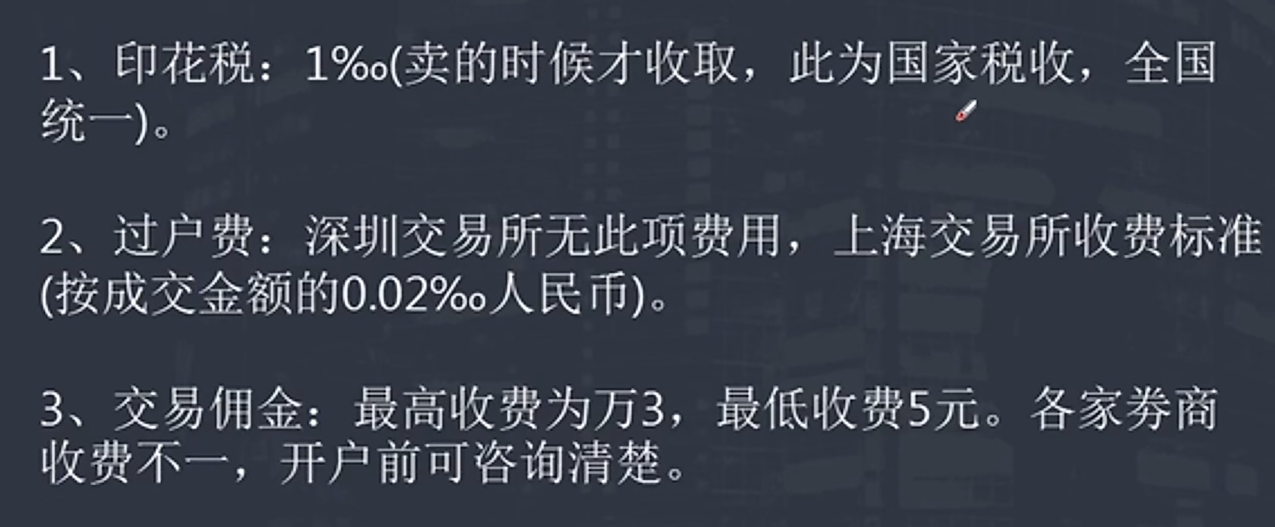 1、印花税：1‰(卖的时候才收取，此为国家税收，全国
统一)。
2、过户费：深圳交易所无此项费用，上海交易所收费标准
(按成交金额的0.02‰人民币)。
3、交易佣金：最高收费为万3，最低收费5元。各家券商
收费不一，开户前可咨询清楚。